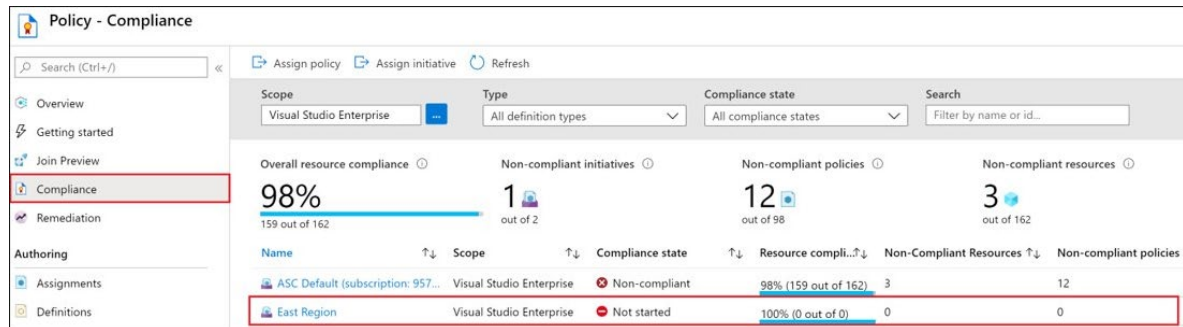 Policy - Compliance
Search (Ctrl+/)
«
Assign policy Assign initiative Refresh
Overview
Getting started
Join Preview
Compliance
Remediation
Authoring
Assignments
Definitions
Scope Type Compliance state Search
Visual Studio Enterprise ... All definition types All compliance states Filter by name or id...
Overall resource compliance Non-compliant initiatives Non-compliant policies Non-compliant resources
98% 1 12 3
159 out of 162 out of 2 out of 98 out of 162
Name Scope Compliance state Resource compli... Non-Compliant Resources Non-compliant policies
ASC Default (subscription: 957... Visual Studio Enterprise Non-compliant 98% (159 out of 162) 3 12
East Region Visual Studio Enterprise Not started 100% (0 out of 0) 0 0